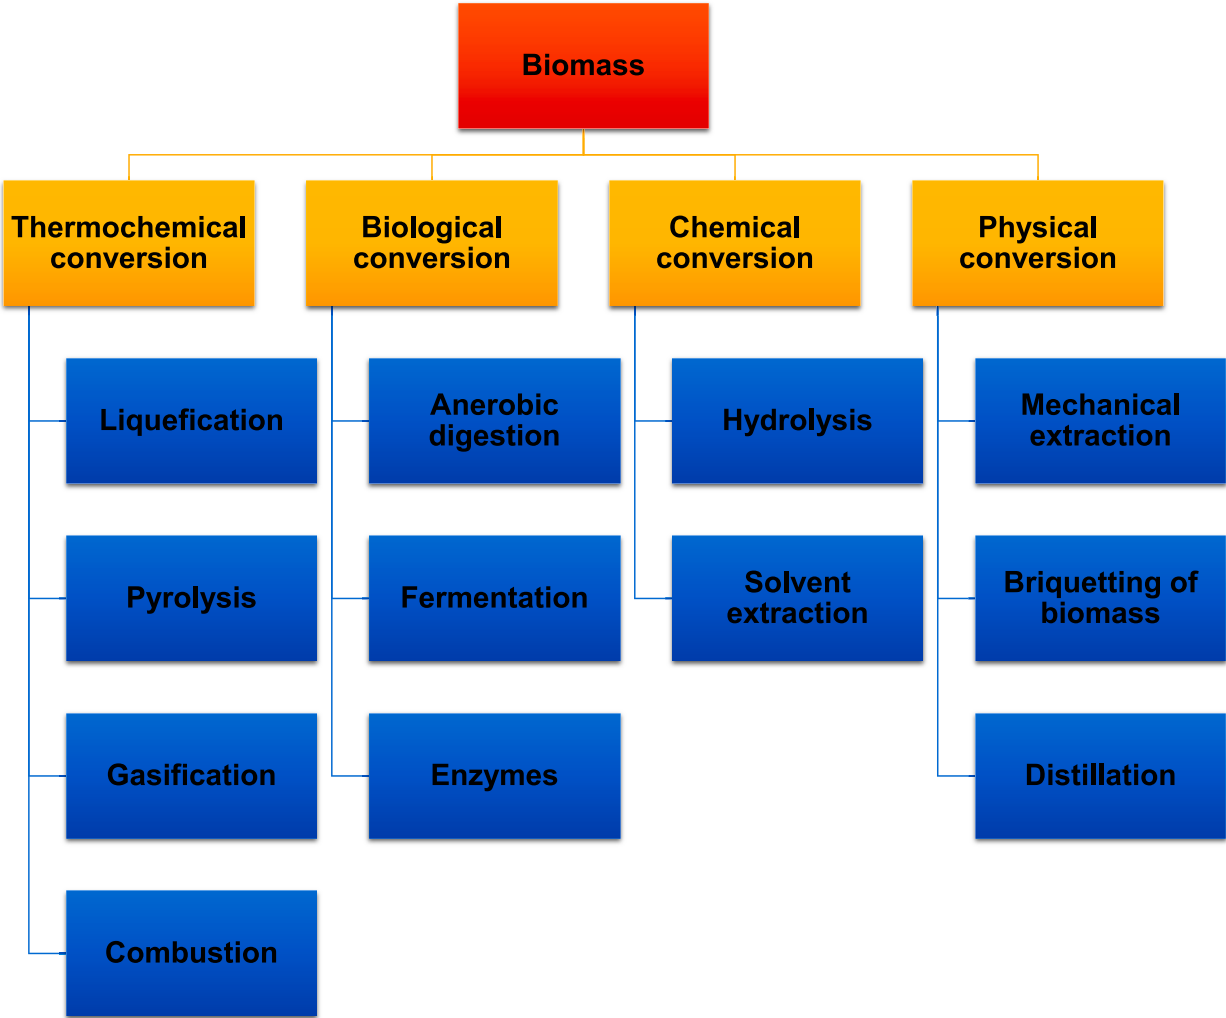 Biomass
Thermochemical
conversion
Biological
conversion
Chemical
conversion
Physical
conversion
Liquefication
Anerobic
digestion
Hydrolysis
Mechanical
extraction
Pyrolysis
Fermentation
Solvent
extraction
Briquetting of
biomass
Gasification
Enzymes
Distillation
Combustion